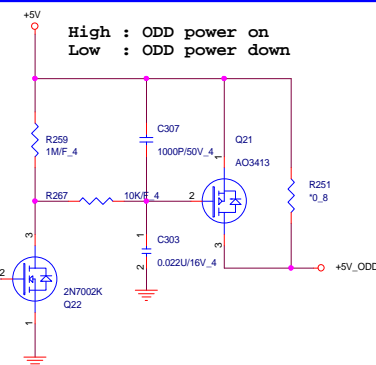 +5V
High : ODD power on
Low : ODD power down
R259
1M/F_4
C307
1000P/50V_4
1
Q21
AO3413
R251
*0_8
R267
10K/F_4
2
3
1
2
C303
0.022U/16V_4
3
+5V_ODD
2
2N7002K
Q22
1